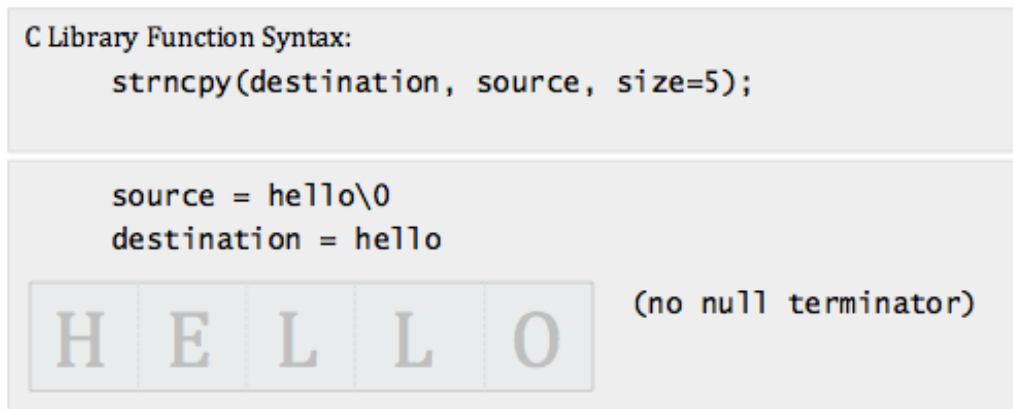 C Library Function Syntax:
strncpy(destination, source, size=5);
source = hello\0
destination = hello
H E L L O
(no null terminator)